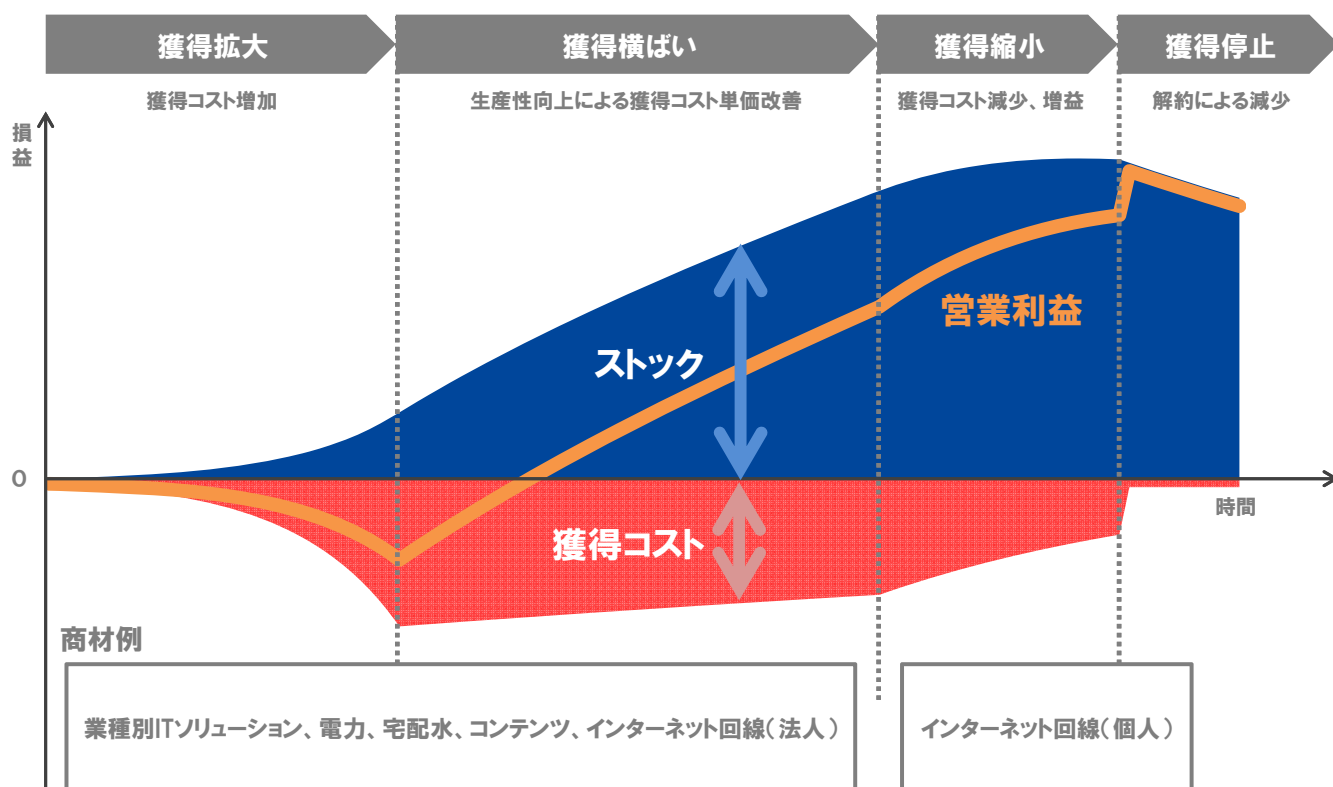 獲得拡大
獲得横ばい
獲得縮小
獲得停止
獲得コスト増加
生産性向上による獲得コスト単価改善
獲得コスト減少、増益
解約による減少
損益
営業利益
ストック
0
時間
獲得コスト
商材例
業種別ITソリューション、電力、宅配水、コンテンツ、インターネット回線(法人)
インターネット回線(個人)